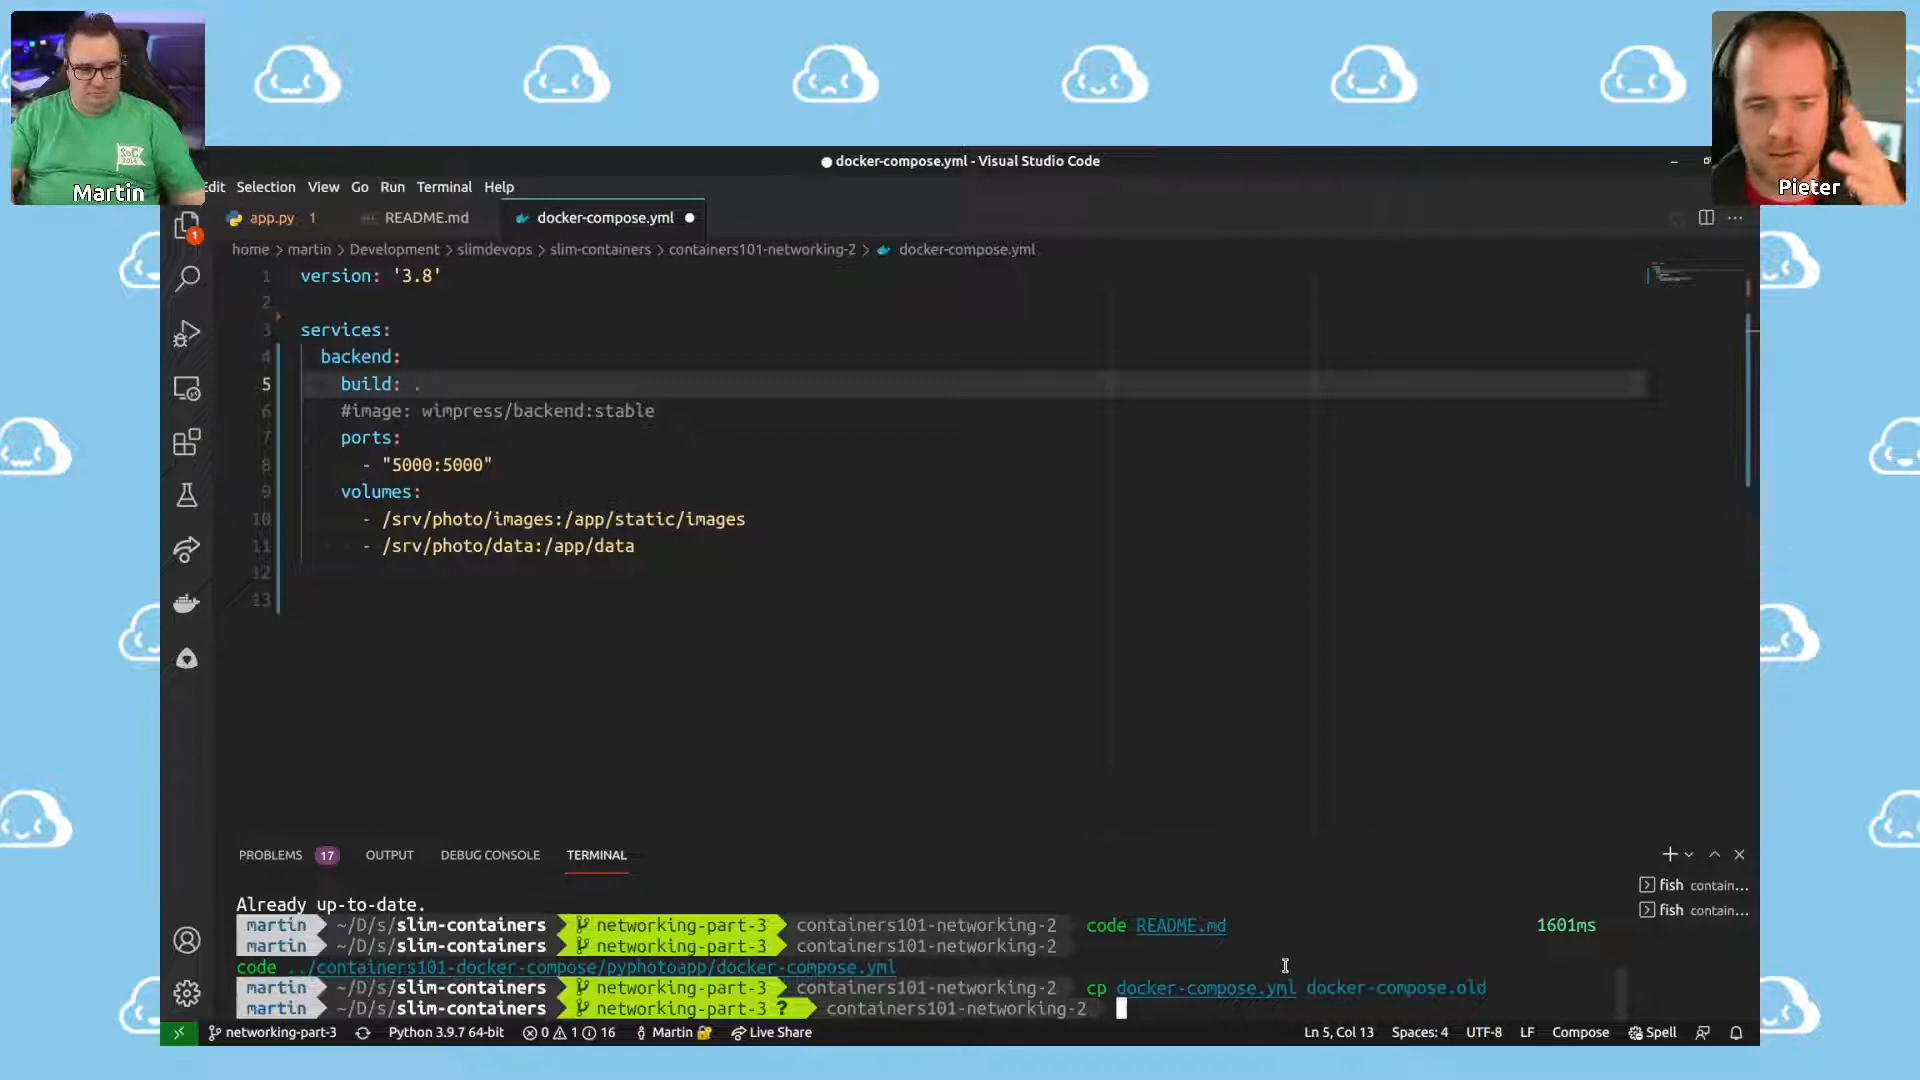 Martin
Pieter
SoC
2014
docker-compose.yml - Visual Studio Code
Edit Selection View Go Run Terminal Help
app.py 1 README.md docker-compose.yml
1
home > martin > Development > slimdevops > slim-containers > containers101-networking-2 > docker-compose.yml
1 version: '3.8'
2
3 services:
4 backend:
5 build: .
6 #image: wimpress/backend:stable
7 ports:
8 - "5000:5000"
9 volumes:
10 - /srv/photo/images:/app/static/images
11 - /srv/photo/data:/app/data
12
13
PROBLEMS 17 OUTPUT DEBUG CONSOLE TERMINAL
fish contain...
fish contain...
Already up-to-date.
martin ~/D/s/slim-containers networking-part-3 containers101-networking-2 code README.md 1601ms
martin ~/D/s/slim-containers networking-part-3 containers101-networking-2
code ../containers101-docker-compose/pyphotoapp/docker-compose.yml
martin ~/D/s/slim-containers networking-part-3 containers101-networking-2 cp docker-compose.yml docker-compose.old
martin ~/D/s/slim-containers networking-part-3 ? containers101-networking-2
networking-part-3 Python 3.9.7 64-bit 0 1 16 Martin Live Share Ln 5, Col 13 Spaces: 4 UTF-8 LF Compose Spell